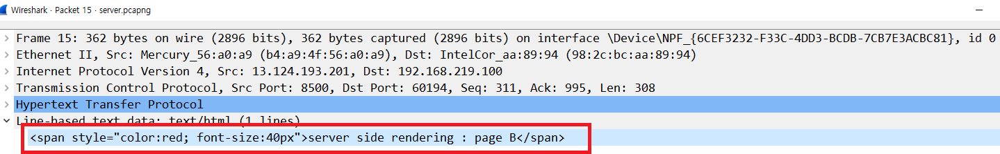 Wireshark · Packet 15 · server.pcapng
Frame 15: 362 bytes on wire (2896 bits), 362 bytes captured (2896 bits) on interface \Device\NPF_{6CEF3232-F33C-4DD3-BCDB-7CB7E3ACBC81}, id 0
Ethernet II, Src: Mercury_56:a0:a9 (b4:a9:4f:56:a0:a9), Dst: IntelCor_aa:89:94 (98:2c:bc:aa:89:94)
Internet Protocol Version 4, Src: 13.124.193.201, Dst: 192.168.219.100
Transmission Control Protocol, Src Port: 8500, Dst Port: 60194, Seq: 311, Ack: 995, Len: 308
Hypertext Transfer Protocol
Line-based text data: text/html (1 lines)
<span style="color:red; font-size:40px">server side rendering : page B</span>